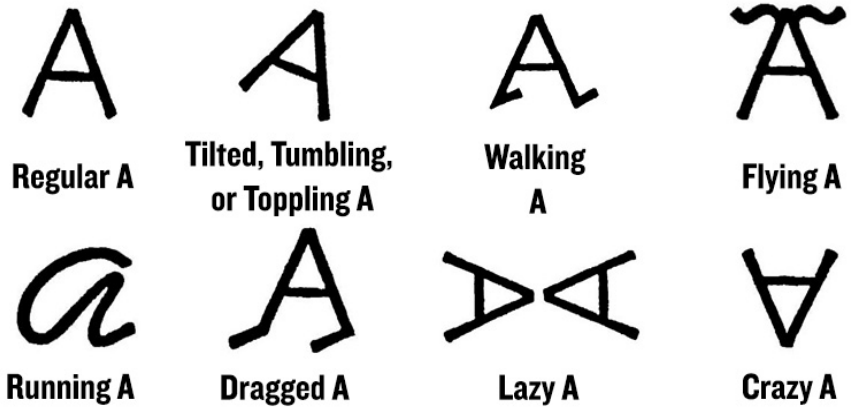 A
A
A
A
Regular A
Tilted, Tumbling,
or Toppling A
Walking
A
Flying A
a
A
A A
A
Running A
Dragged A
Lazy A
Crazy A